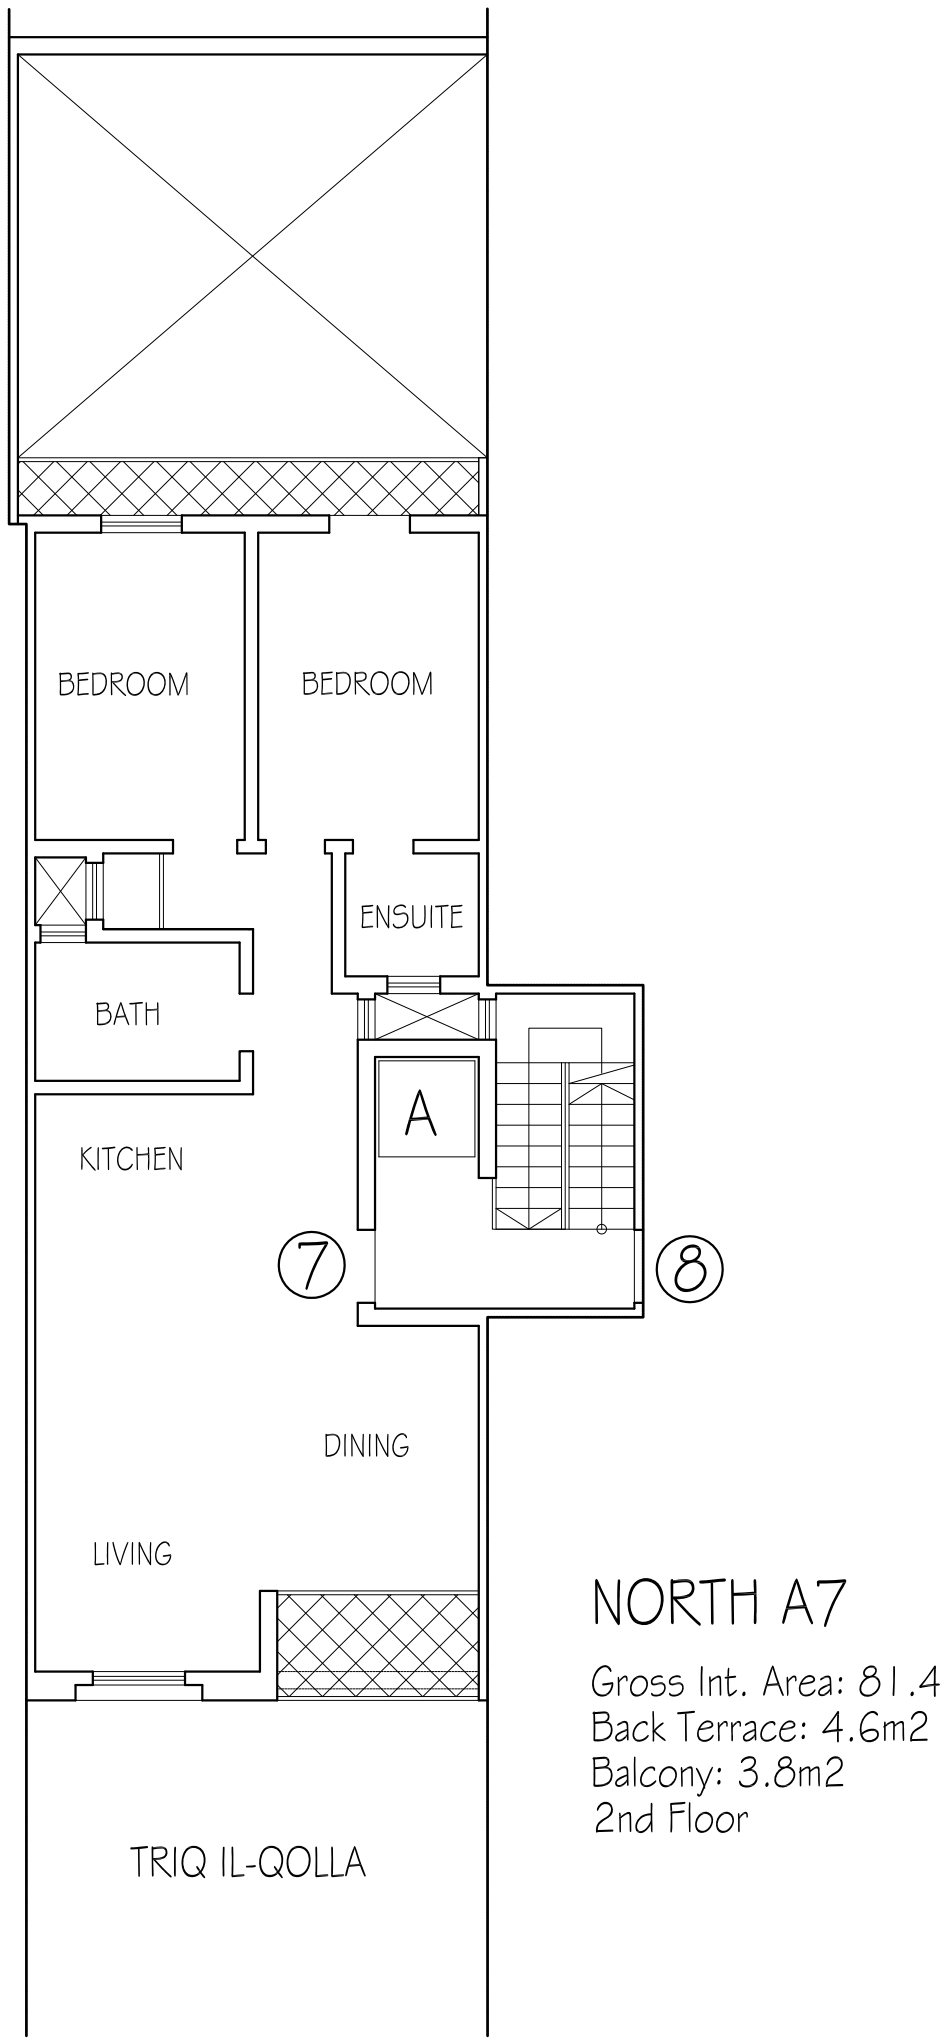 BEDROOM BEDROOM
ENSUITE
BATH
A
KITCHEN
7 8
DINING
LIVING
NORTH A7
Gross Int. Area: 81.4
Back Terrace: 4.6m2
Balcony: 3.8m2
2nd Floor
TRIQ IL-QOLLA